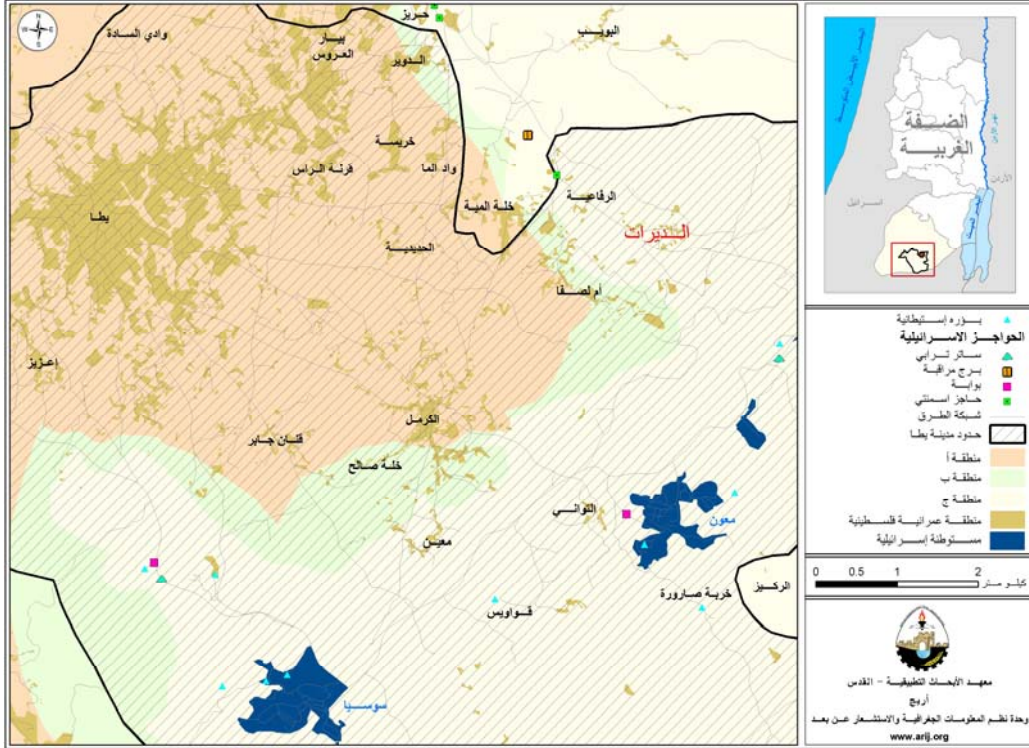 N
W
E
S
وادي السادة
بيار
العروس
خريز
الدوير
البويب
خريسة
واد الما
قرنة الراس
خلة المية
الرفاعية
الديرات
يطا
الحديدية
أم لصفا
إعزيز
الكرمل
قنان جابر
خلة صالح
التواني
معون
معين
الركيز
خربة صارورة
قواويس
سوسيا
البحر الأبيض المتوسط
الضفة
الغربية
نهر الأردن
الأردن
اسرائيل
البحر الميت
بؤره إستيطانية
الحواجز الاسرائيلية
ساتر ترابي
برج مراقبة
بوابة
حاجز اسمنتي
شبكة الطرق
حدود مدينة يطا
منطقة أ
منطقة ب
منطقة ج
منطقة عمرانية فلسطينية
مستوطنة إسرائيلية
0 0.5 1 2
كيلو متر
معهد الأبحاث التطبيقية - القدس
أريج
وحدة نظم المعلومات الجغرافية والاستشعار عن بعد
www.arij.org